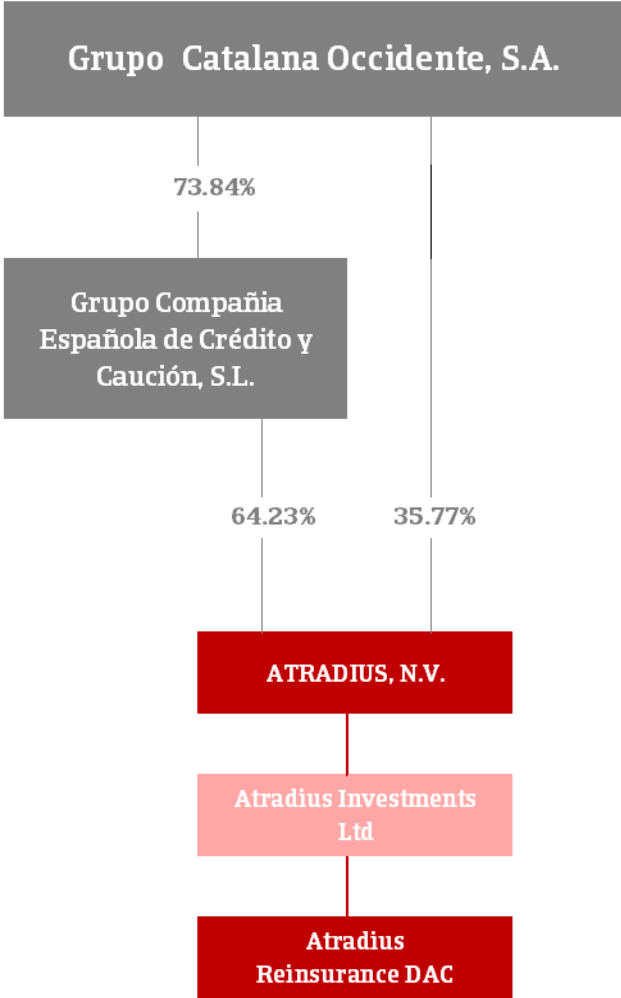 Grupo Catalana Occidente, S.A.
73.84%
Grupo Compañia
Española de Crédito y
Caución, S.L.
64.23%
35.77%
ATRADIUS, N.V.
Atradius Investments
Ltd
Atradius
Reinsurance DAC